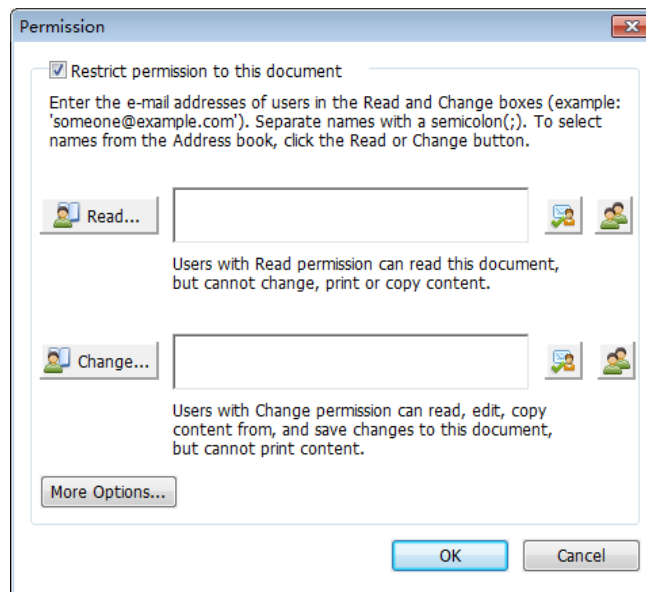 Permission
Restrict permission to this document
Enter the e-mail addresses of users in the Read and Change boxes (example:
'someone@example.com'). Separate names with a semicolon(;). To select
names from the Address book, click the Read or Change button.
Read...
Users with Read permission can read this document,
but cannot change, print or copy content.
Change...
Users with Change permission can read, edit, copy
content from, and save changes to this document,
but cannot print content.
More Options...
OK Cancel